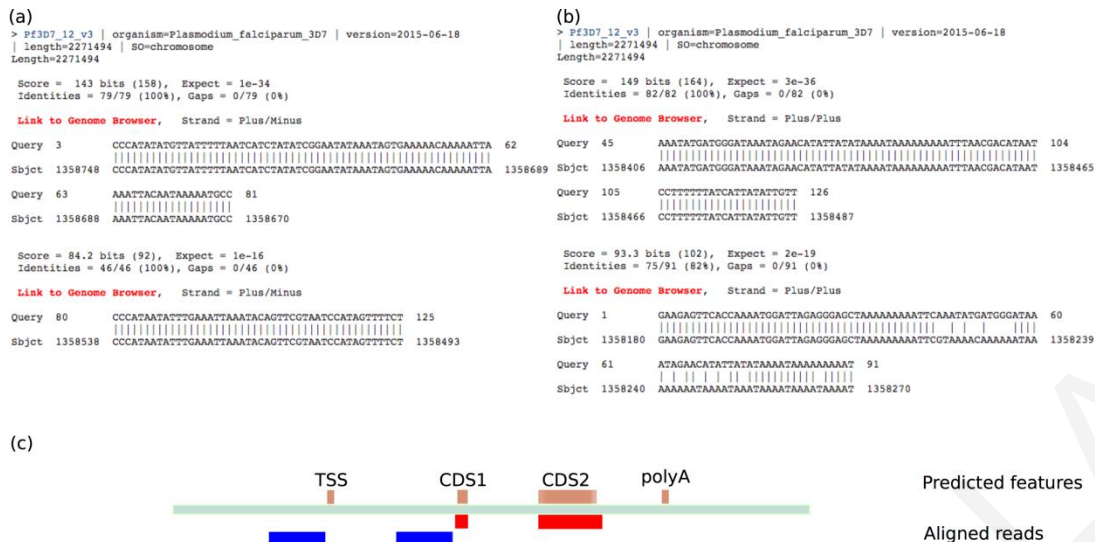 (a)
> Pf3D7_12_v3 | organism=Plasmodium_falciparum_3D7 | version=2015-06-18
| length=2271494 | SO=chromosome
Length=2271494
Score = 143 bits (158), Expect = 1e-34
Identities = 79/79 (100%), Gaps = 0/79 (0%)
Link to Genome Browser, Strand = Plus/Minus
Query 3 CCCATATATGTTATTTTTAATCATCTATATCGGAATATAAATAGTGAAAAACAAAAATTA 62
Sbjct 1358748 CCCATATATGTTATTTTTAATCATCTATATCGGAATATAAATAGTGAAAAACAAAAATTA 1358689
Query 63 AAATTACAATAAAAATGCC 81
Sbjct 1358688 AAATTACAATAAAAATGCC 1358670
Score = 84.2 bits (92), Expect = 1e-16
Identities = 46/46 (100%), Gaps = 0/46 (0%)
Link to Genome Browser, Strand = Plus/Minus
Query 80 CCCATAATATTTGAAATTAAATACAGTTCGTAATCCATAGTTTTCT 125
Sbjct 1358538 CCCATAATATTTGAAATTAAATACAGTTCGTAATCCATAGTTTTCT 1358493
(b)
> Pf3D7_12_v3 | organism=Plasmodium_falciparum_3D7 | version=2015-06-18
| length=2271494 | SO=chromosome
Length=2271494
Score = 149 bits (164), Expect = 3e-36
Identities = 82/82 (100%), Gaps = 0/82 (0%)
Link to Genome Browser, Strand = Plus/Plus
Query 45 AAATATGATGGGATAAATAGAACATATTATATAAAATAAAAAAAAATTTAACGACATAAT 104
Sbjct 1358406 AAATATGATGGGATAAATAGAACATATTATATAAAATAAAAAAAAATTTAACGACATAAT 1358465
Query 105 CCTTTTTTATCATTATATTGTT 126
Sbjct 1358466 CCTTTTTTATCATTATATTGTT 1358487
Score = 93.3 bits (102), Expect = 2e-19
Identities = 75/91 (82%), Gaps = 0/91 (0%)
Link to Genome Browser, Strand = Plus/Plus
Query 1 GAAGAGTTCACCAAAATGGATTAGAGGGAGCTAAAAAAAAATTCAAATATGATGGGATAA 60
Sbjct 1358180 GAAGAGTTCACCAAAATGGATTAGAGGGAGCTAAAAAAAAATTCGTAAAACAAAAAATAA 1358239
Query 61 ATAGAACATATTATATAAAATAAAAAAAAAT 91
Sbjct 1358240 AAAAAATAAAATAAATAAAATAAAATAAAAT 1358270
(c)
TSS CDS1 CDS2 polyA Predicted features
Aligned reads